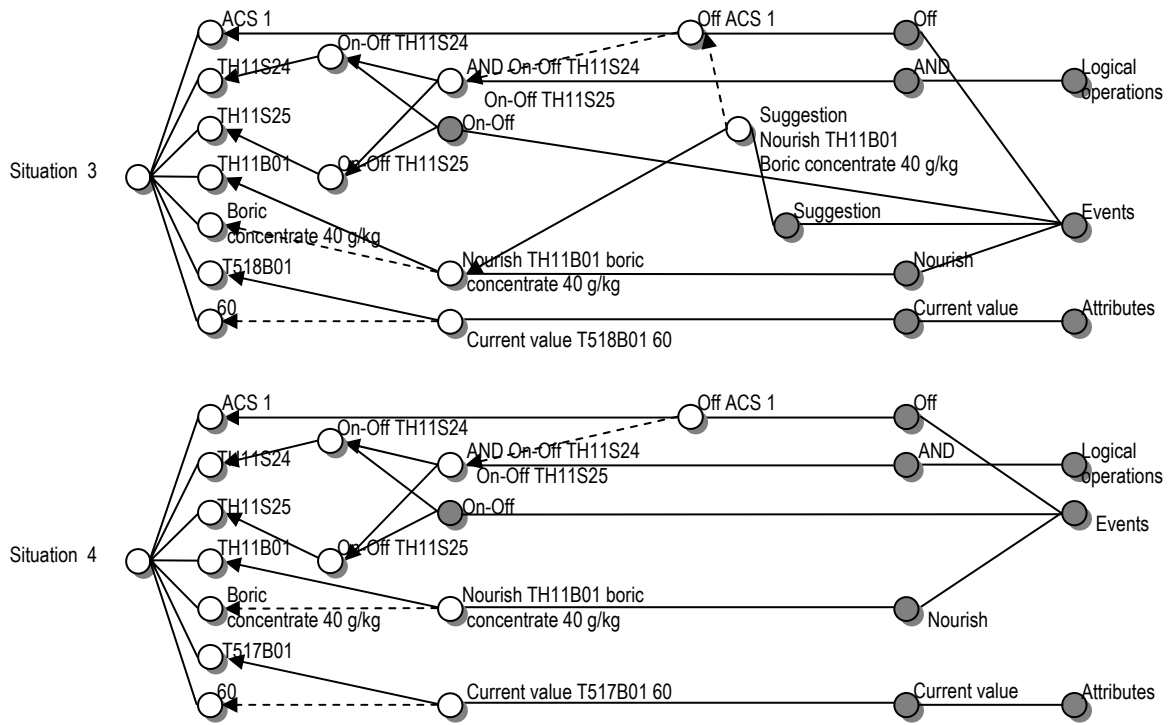 ACS 1
Off ACS 1
Off
On-Off TH11S24
TH11S24
AND On-Off TH11S24
On-Off TH11S25
AND
Logical
operations
TH11S25
On-Off
Suggestion
Nourish TH11B01
Boric concentrate 40 g/kg
Situation 3
TH11B01
On-Off TH11S25
Boric
concentrate 40 g/kg
Suggestion
Events
T518B01
Nourish TH11B01 boric
concentrate 40 g/kg
Nourish
60
Current value T518B01 60
Current value
Attributes
ACS 1
Off ACS 1
Off
On-Off TH11S24
TH11S24
AND On-Off TH11S24
On-Off TH11S25
AND
Logical
operations
TH11S25
On-Off
Events
Situation 4
TH11B01
On-Off TH11S25
Boric
concentrate 40 g/kg
Nourish TH11B01 boric
concentrate 40 g/kg
Nourish
T517B01
60
Current value T517B01 60
Current value
Attributes